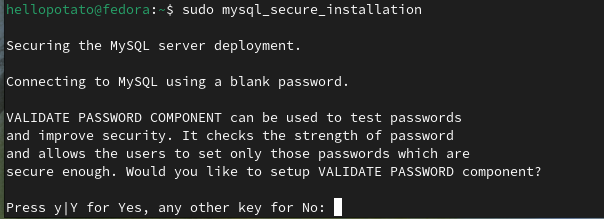 hellopotato@fedora:~$ sudo mysql_secure_installation
Securing the MySQL server deployment.
Connecting to MySQL using a blank password.
VALIDATE PASSWORD COMPONENT can be used to test passwords
and improve security. It checks the strength of password
and allows the users to set only those passwords which are
secure enough. Would you like to setup VALIDATE PASSWORD component?
Press y|Y for Yes, any other key for No: